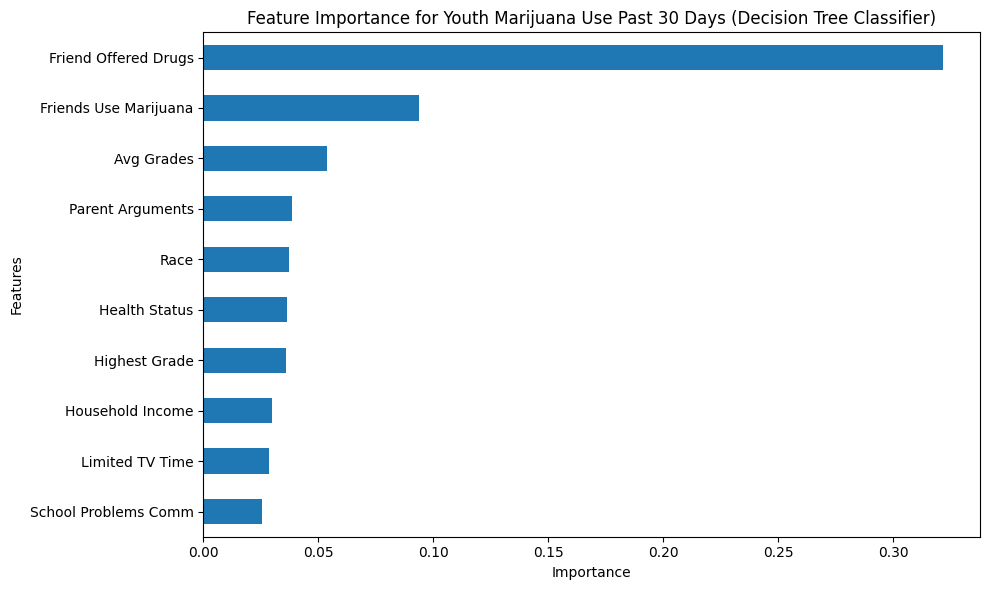 Feature Importance for Youth Marijuana Use Past 30 Days (Decision Tree Classifier)
Friend Offered Drugs
Friends Use Marijuana
Avg Grades
Parent Arguments
Race
Health Status
Highest Grade
Household Income
Limited TV Time
School Problems Comm
Features
0.00 0.05 0.10 0.15 0.20 0.25 0.30
Importance